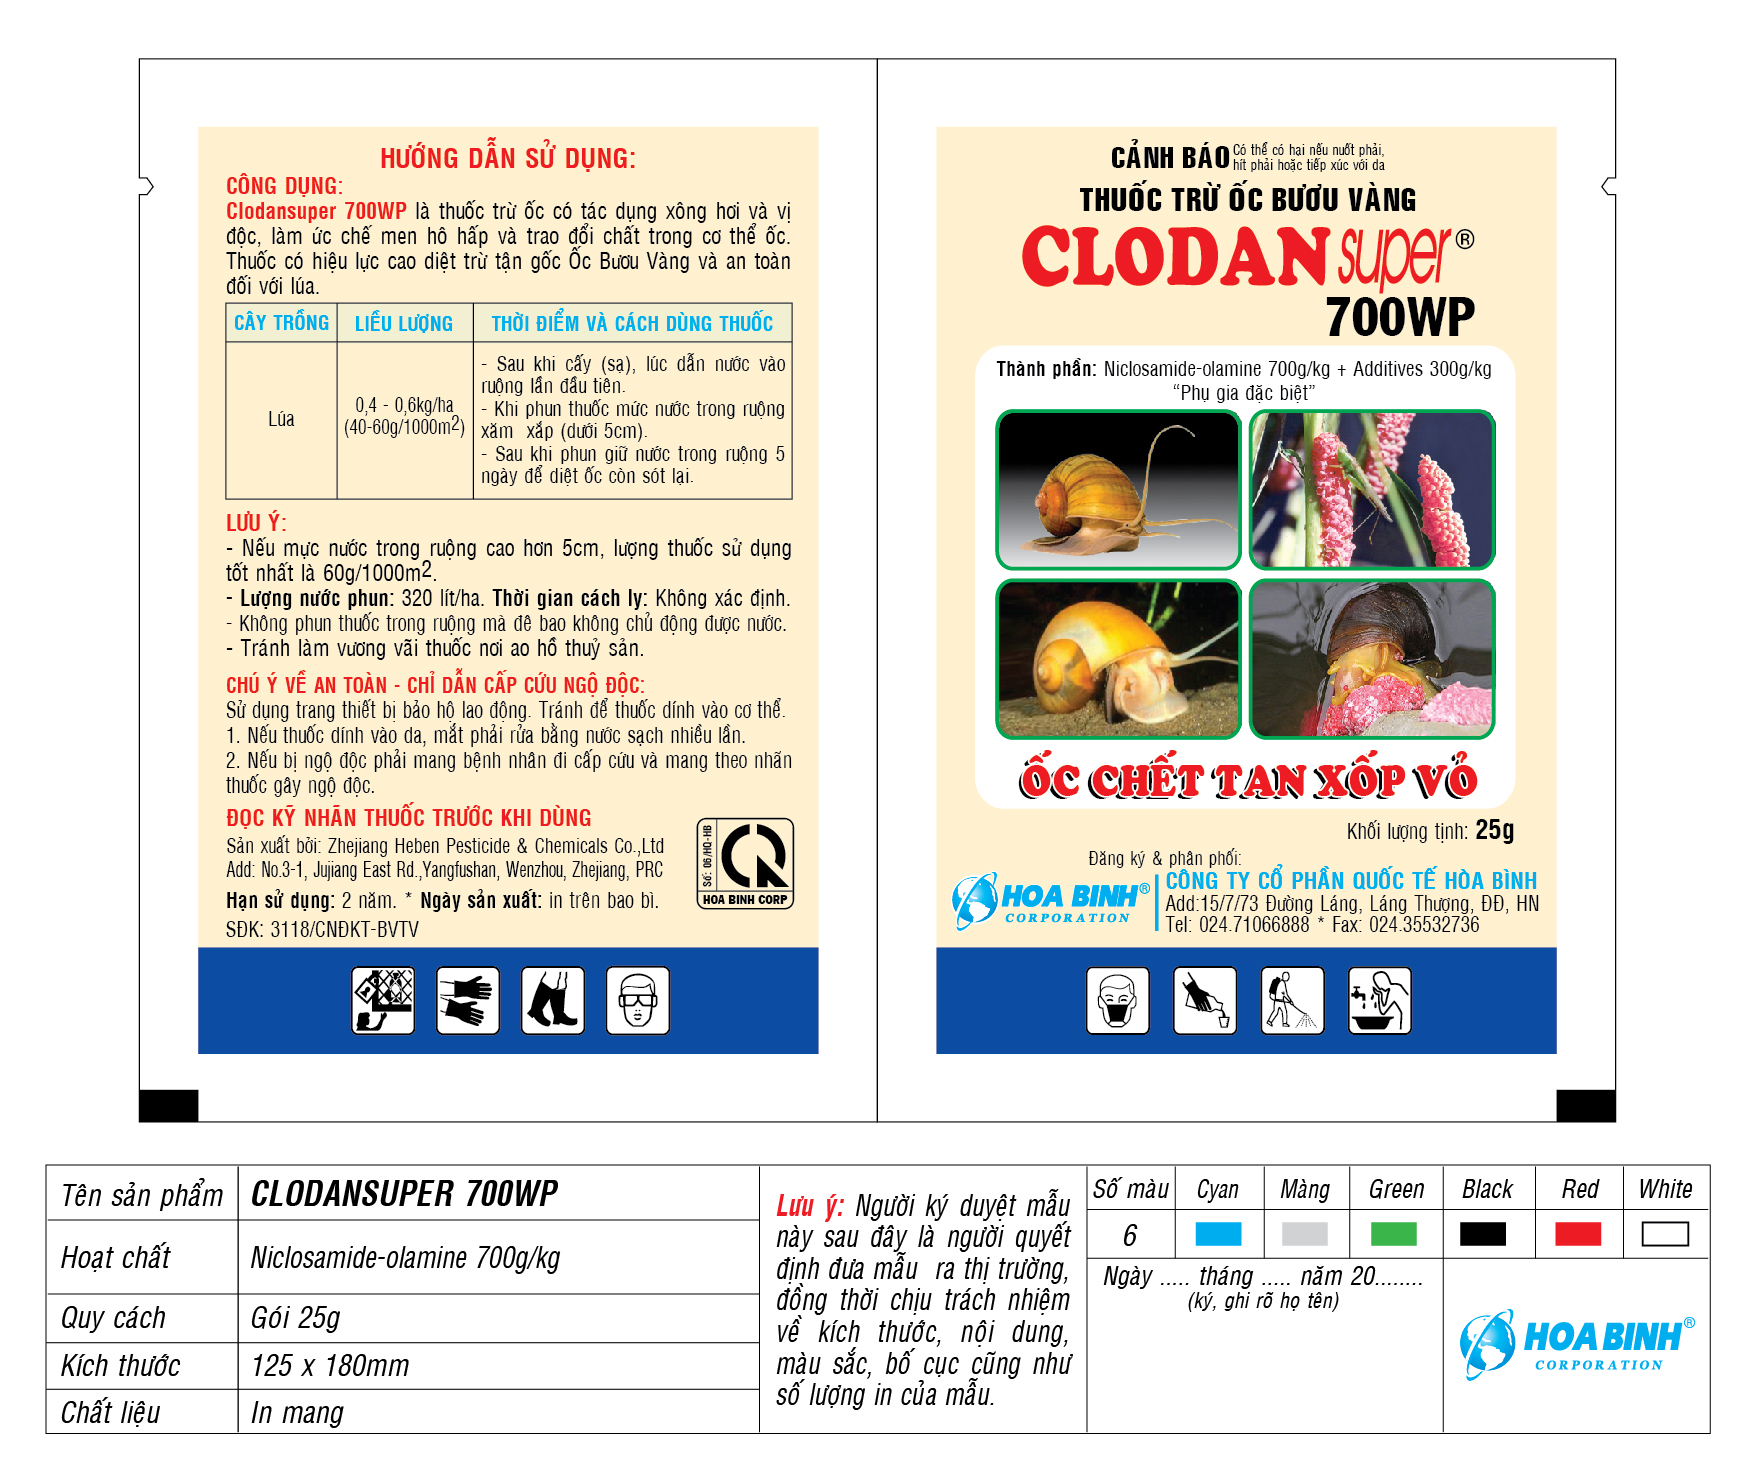 HƯỚNG DẪN SỬ DỤNG:
CÔNG DỤNG:
Clodansuper 700WP là thuốc trừ ốc có tác dụng xông hơi và vị
độc, làm ức chế men hô hấp và trao đổi chất trong cơ thể ốc.
Thuốc có hiệu lực cao diệt trừ tận gốc Ốc Bươu Vàng và an toàn
đối với lúa.
CÂY TRỒNG LIỀU LƯỢNG THỜI ĐIỂM VÀ CÁCH DÙNG THUỐC
Lúa
0,4 - 0,6kg/ha
(40-60g/1000m2)
- Sau khi cấy (sạ), lúc dẫn nước vào
ruộng lần đầu tiên.
- Khi phun thuốc mức nước trong ruộng
xăm xắp (dưới 5cm).
- Sau khi phun giữ nước trong ruộng 5
ngày để diệt ốc còn sót lại.
LƯU Ý:
- Nếu mực nước trong ruộng cao hơn 5cm, lượng thuốc sử dụng
tốt nhất là 60g/1000m2.
- Lượng nước phun: 320 lít/ha. Thời gian cách ly: Không xác định.
- Không phun thuốc trong ruộng mà đê bao không chủ động được nước.
- Tránh làm vương vãi thuốc nơi ao hồ thuỷ sản.
CHÚ Ý VỀ AN TOÀN - CHỈ DẪN CẤP CỨU NGỘ ĐỘC:
Sử dụng trang thiết bị bảo hộ lao động. Tránh để thuốc dính vào cơ thể.
1. Nếu thuốc dính vào da, mắt phải rửa bằng nước sạch nhiều lần.
2. Nếu bị ngộ độc phải mang bệnh nhân đi cấp cứu và mang theo nhãn
thuốc gây ngộ độc.
ĐỌC KỸ NHÃN THUỐC TRƯỚC KHI DÙNG
Sản xuất bởi: Zhejiang Heben Pesticide & Chemicals Co.,Ltd
Add: No.3-1, Jujiang East Rd.,Yangfushan, Wenzhou, Zhejiang, PRC
Hạn sử dụng: 2 năm. * Ngày sản xuất: in trên bao bì.
SĐK: 3118/CNĐKT-BVTV
Số: 06/HQ-HB
HOA BINH CORP
CẢNH BÁO Có thể có hại nếu nuốt phải,
hít phải hoặc tiếp xúc với da
THUỐC TRỪ ỐC BƯƠU VÀNG
CLODAN super ®
700WP
Thành phần: Niclosamide-olamine 700g/kg + Additives 300g/kg
“Phụ gia đặc biệt”
ỐC CHẾT TAN XỐP VỎ
Khối lượng tịnh: 25g
Đăng ký & phân phối:
HOA BINH®
CORPORATION
CÔNG TY CỔ PHẦN QUỐC TẾ HÒA BÌNH
Add:15/7/73 Đường Láng, Láng Thượng, ĐĐ, HN
Tel: 024.71066888 * Fax: 024.35532736
Tên sản phẩm CLODANSUPER 700WP
Hoạt chất Niclosamide-olamine 700g/kg
Quy cách Gói 25g
Kích thước 125 x 180mm
Chất liệu In mang
Lưu ý: Người ký duyệt mẫu
này sau đây là người quyết
định đưa mẫu ra thị trường,
đồng thời chịu trách nhiệm
về kích thước, nội dung,
màu sắc, bố cục cũng như
số lượng in của mẫu.
Số màu Cyan Màng Green Black Red White
6
Ngày ..... tháng ..... năm 20........
(ký, ghi rõ họ tên)
HOA BINH®
CORPORATION